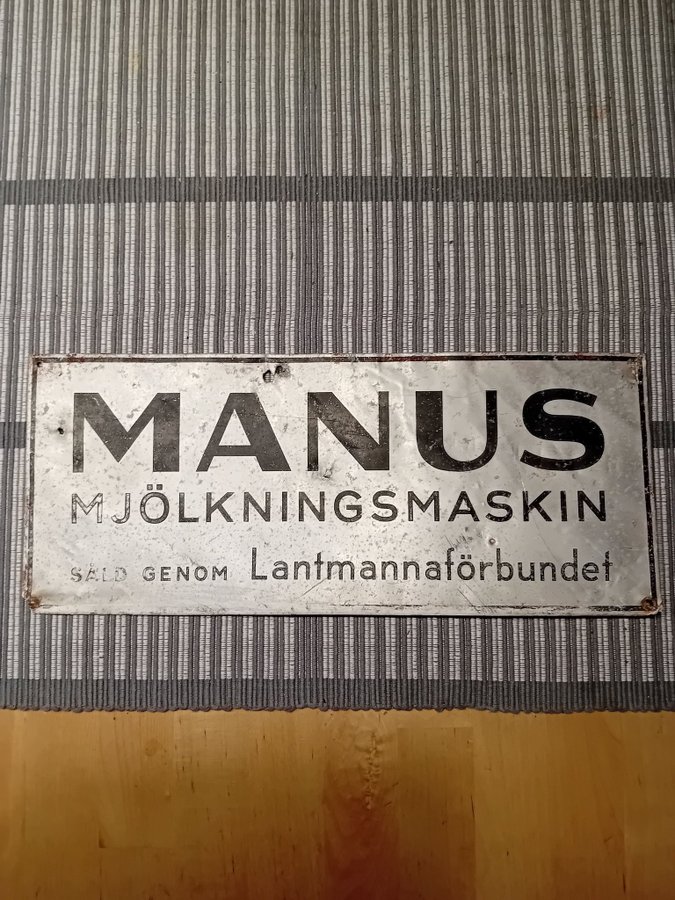 MANUS
MJÖLKNINGSMASKIN
SÅLD GENOM Lantmannaförbundet